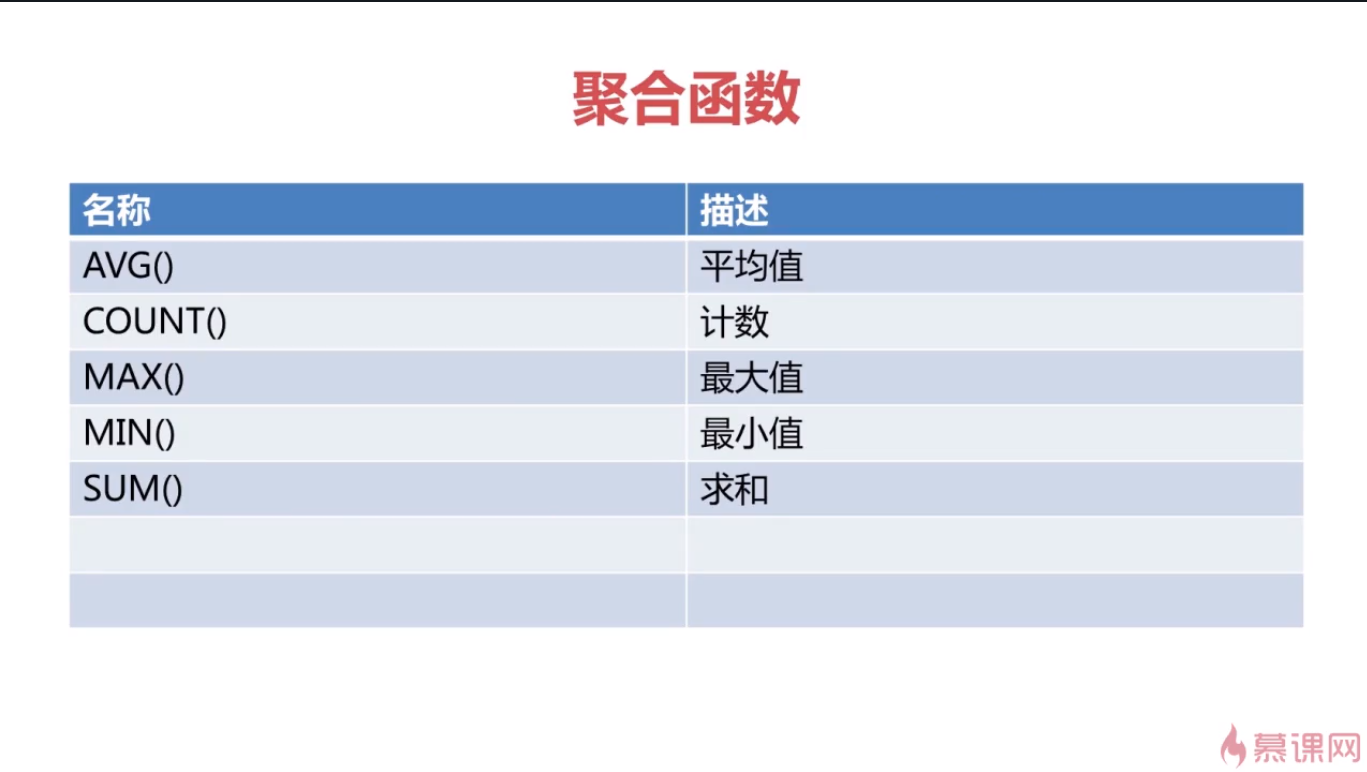 聚合函数
名称 描述
AVG() 平均值
COUNT() 计数
MAX() 最大值
MIN() 最小值
SUM() 求和
慕课网